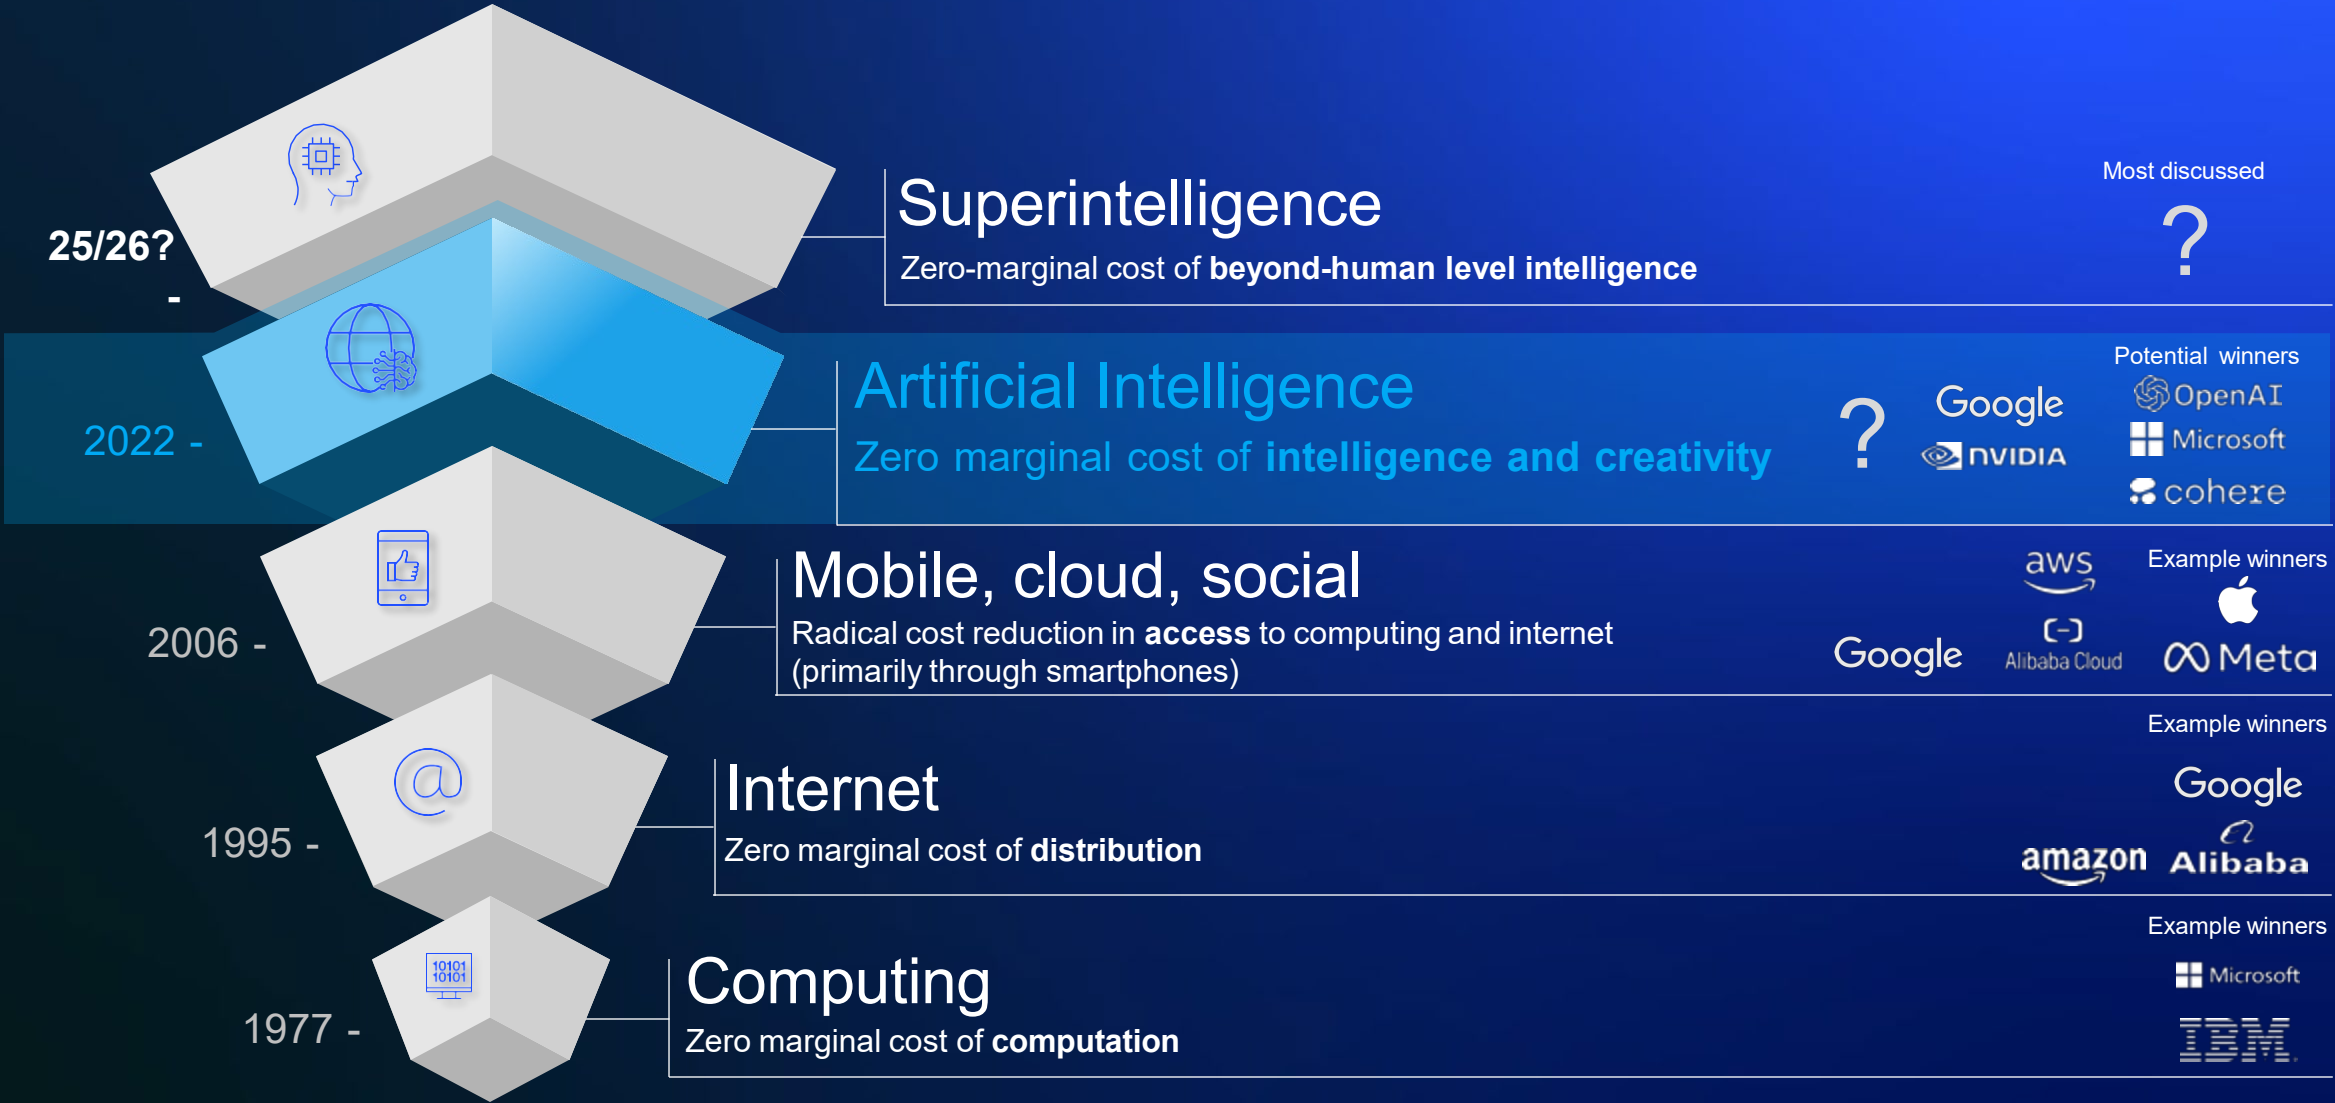 Most discussed
?
Superintelligence
Zero-marginal cost of beyond-human level intelligence
25/26?
-
Artificial Intelligence
Zero marginal cost of intelligence and creativity
2022 -
Potential winners
?
Google
NVIDIA
OpenAI
Microsoft
cohere
Mobile, cloud, social
Radical cost reduction in access to computing and internet
(primarily through smartphones)
2006 -
Example winners
aws
Google
Alibaba Cloud
Meta
Internet
Zero marginal cost of distribution
@
1995 -
Example winners
Google
amazon
Alibaba
Computing
Zero marginal cost of computation
10101
10101
1977 -
Example winners
Microsoft
IBM